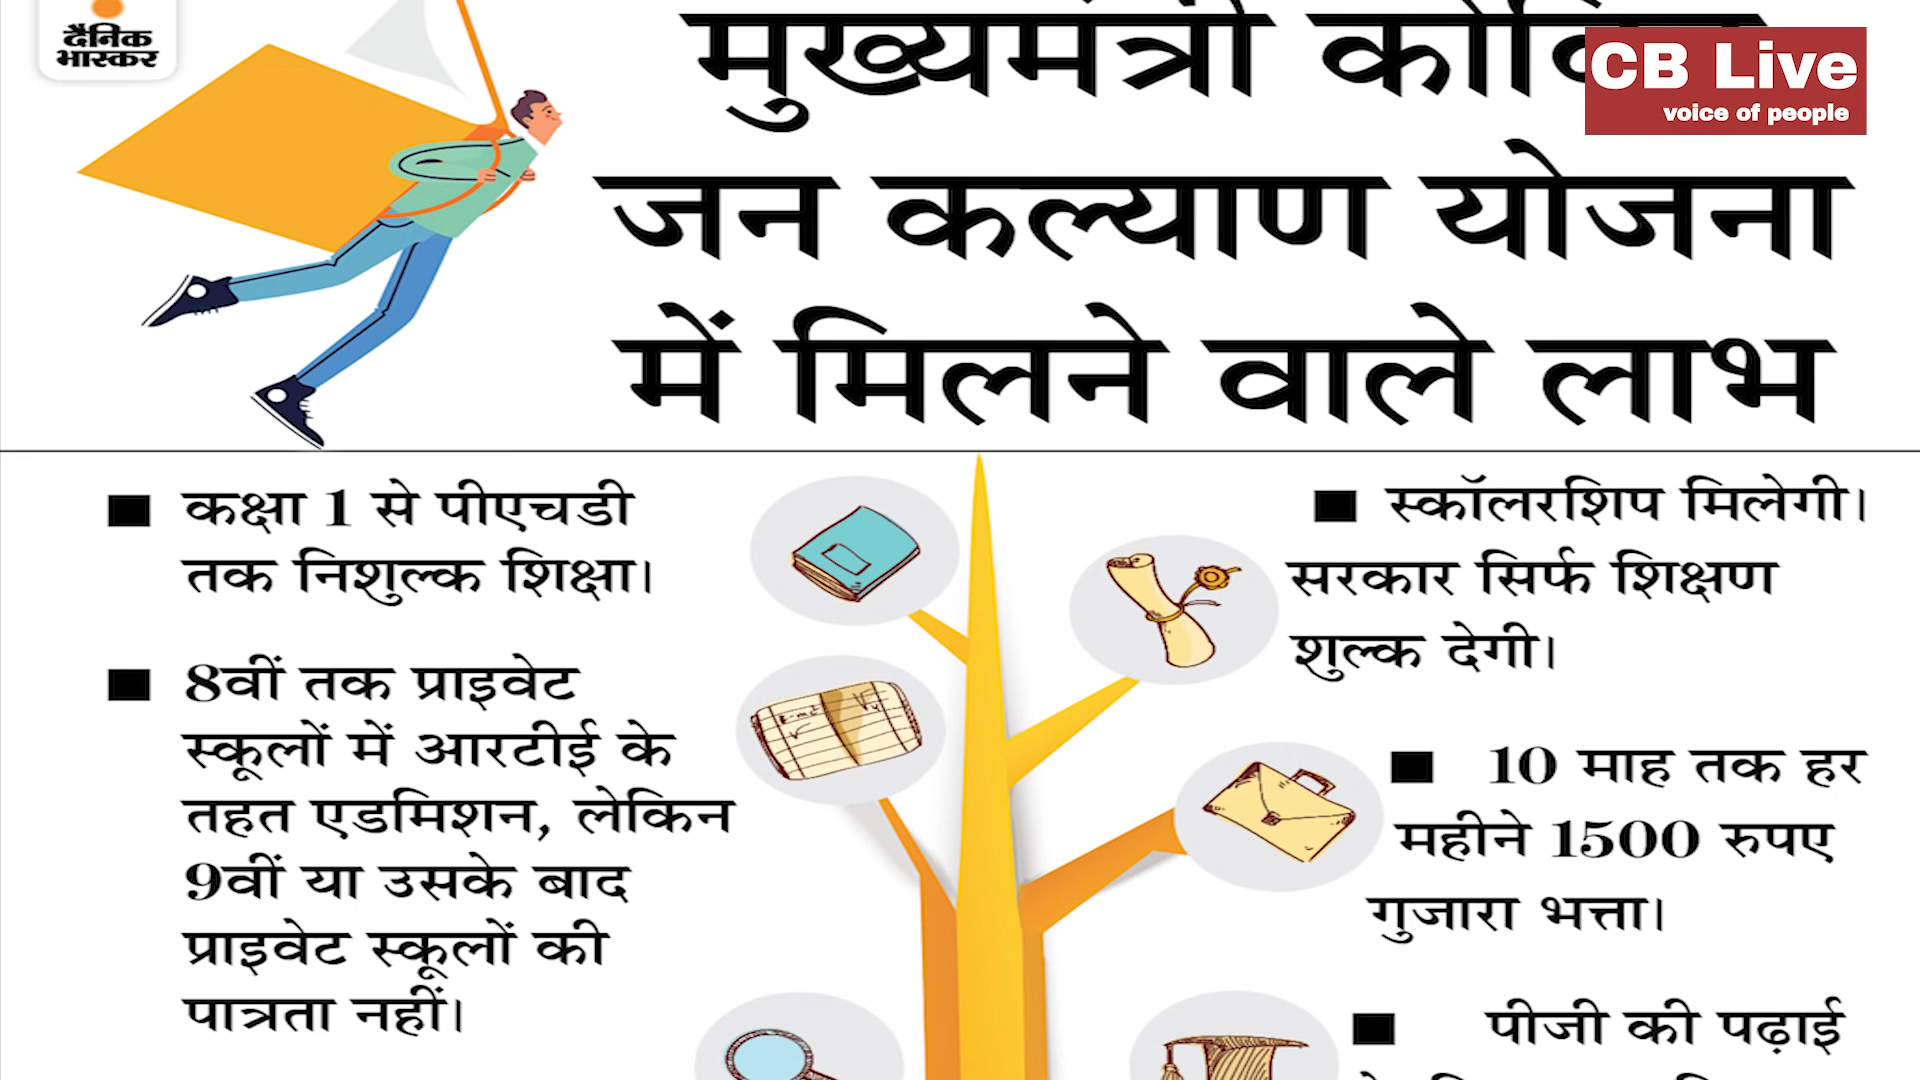 दैनिक
भास्कर
मुख्यमंत्री
CB Live
voice of people
जन कल्याण योजना
में मिलने वाले लाभ
■ कक्षा 1 से पीएचडी
तक निशुल्क शिक्षा।
■ 8वीं तक प्राइवेट
स्कूलों में आरटीई के
तहत एडमिशन, लेकिन
9वीं या उसके बाद
प्राइवेट स्कूलों की
पात्रता नहीं।
■ स्कॉलरशिप मिलेगी।
सरकार सिर्फ शिक्षण
शुल्क देगी।
■ 10 माह तक हर
महीने 1500 रुपए
गुजारा भत्ता।
■ पीजी की पढ़ाई